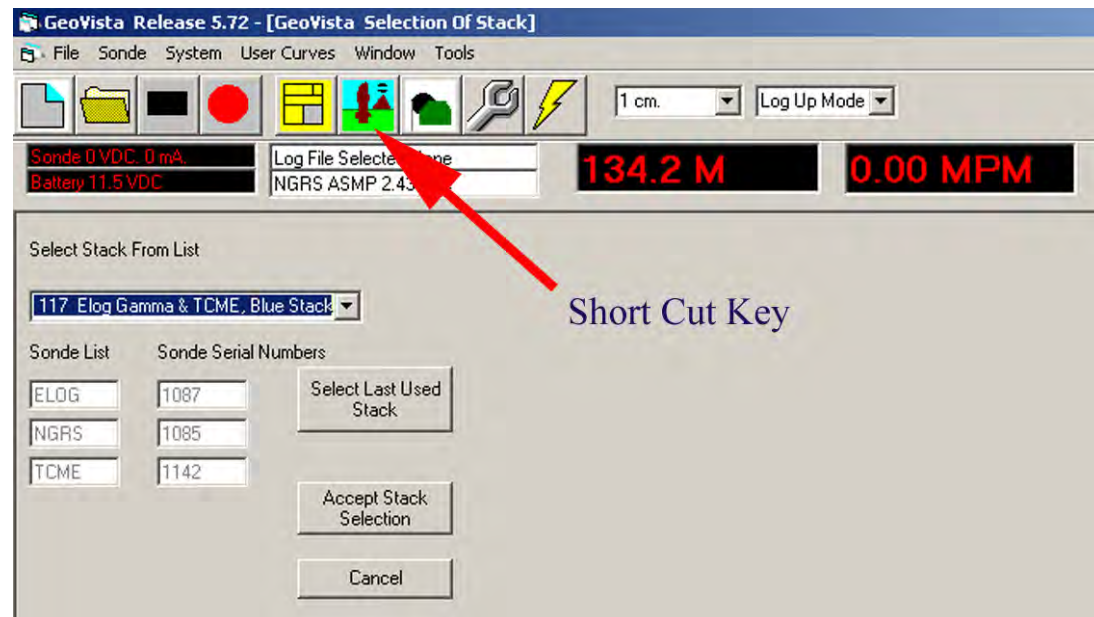 GeoVista Release 5.72 - [GeoVista Selection Of Stack]
File Sonde System User Curves Window Tools
1 cm. Log Up Mode
Sonde 0 VDC. 0 mA. Log File Selected 134.2 M 0.00 MPM
Battery 11.5 VDC NGRS ASMP 2.43
Select Stack From List
117 Elog Gamma & TCME, Blue Stack
Short Cut Key
Sonde List Sonde Serial Numbers
ELOG 1087 Select Last Used
Stack
NGRS 1085
TCME 1142
Accept Stack
Selection
Cancel